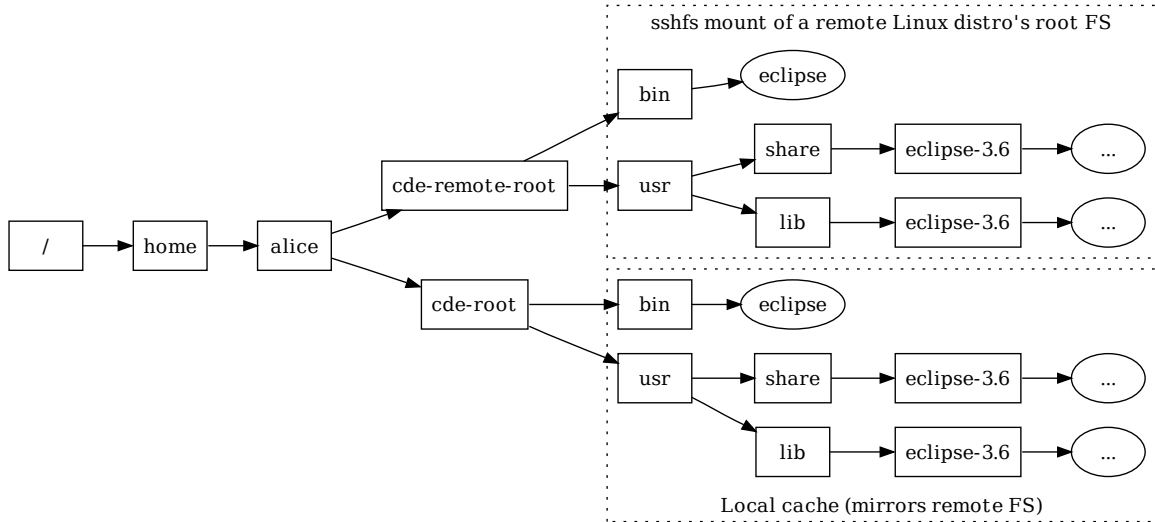 sshfs mount of a remote Linux distro's root FS
eclipse
bin
share
eclipse-3.6
...
cde-remote-root
usr
lib
eclipse-3.6
...
/
home
alice
cde-root
bin
eclipse
usr
share
eclipse-3.6
...
lib
eclipse-3.6
...
Local cache (mirrors remote FS)